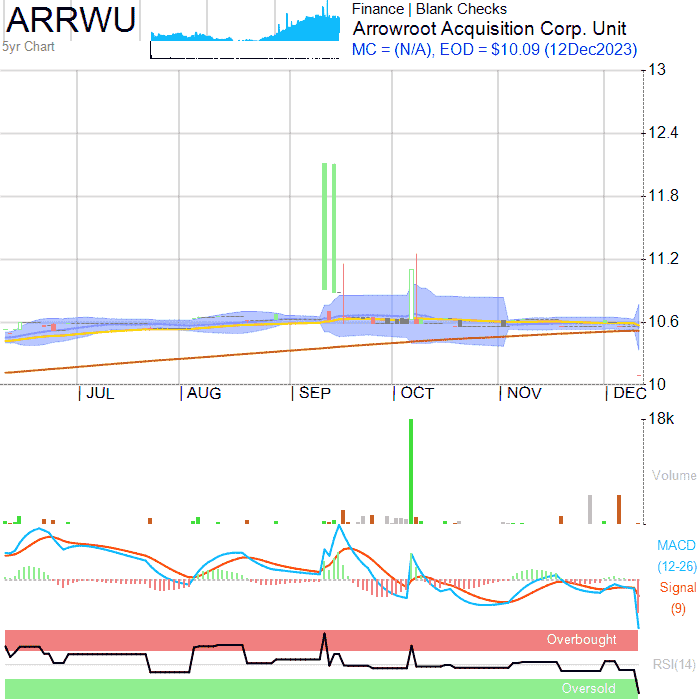 ARRWU
5yr Chart
Finance | Blank Checks
Arrowroot Acquisition Corp. Unit
MC = (N/A), EOD = $10.09 (12Dec2023)
13
12.4
11.8
11.2
10.6
10
JUL AUG SEP OCT NOV DEC
18k
Volume
MACD
(12-26)
Signal
(9)
Overbought
RSI(14)
Oversold